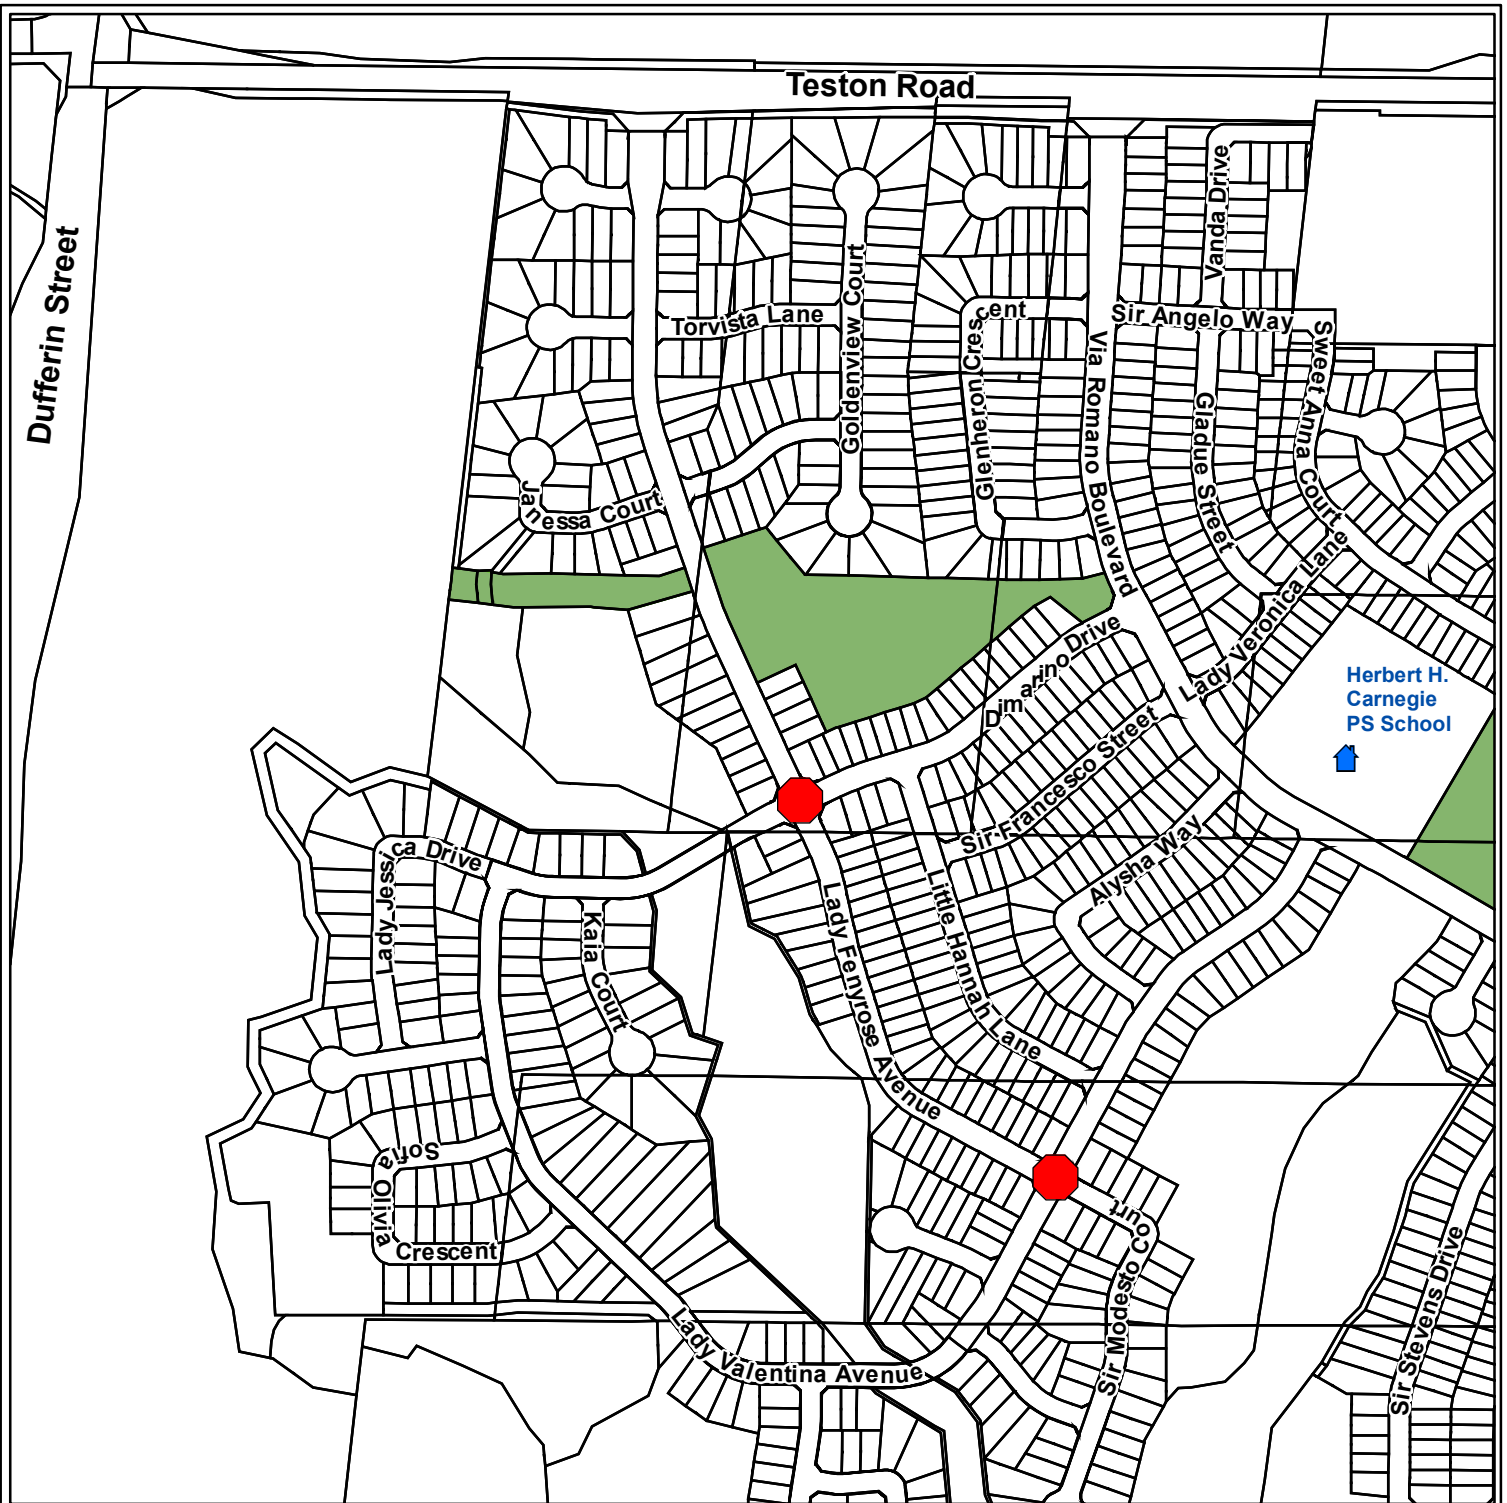 Teston Road
Dufferin Street
Vanda Drive
Goldenview Court
Torvista Lane
Glenheron Crescent
Sir Angelo Way
Via Romano Boulevard
Gladue Street
Sweet Anna Court
Janessa Court
Lady Veronica Lane
Dimarino Drive
Herbert H.
Carnegie
PS School
Sir Francesco Street
Alysha Way
Lady Jessica Drive
Kaia Court
Lady Fenyrose Avenue
Little Hannah Lane
Sofia Olivia Crescent
Sir Modesto Court
Lady Valentina Avenue
Sir Stevens Drive